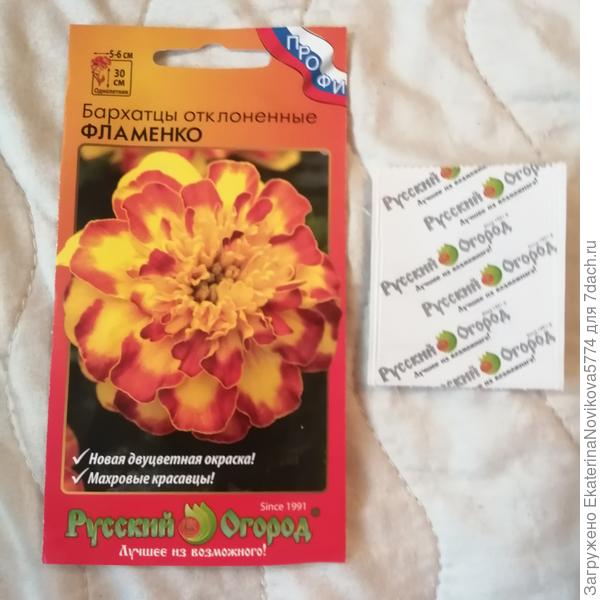 5-6 см
30 см
Однолетник
ПРОФИ
Бархатцы отклоненные
ФЛАМЕНКО
✓ Новая двуцветная окраска!
✓ Махровые красавцы!
Since 1991
Русский Огород®
Лучшее из возможного!
Русский Огород
Лучшее из возможного!
Русский Огород
Лучшее из возможного!
Русский Огород
Лучшее из возможного!
Загружено EkaterinaNovikova5774 для 7dach.ru